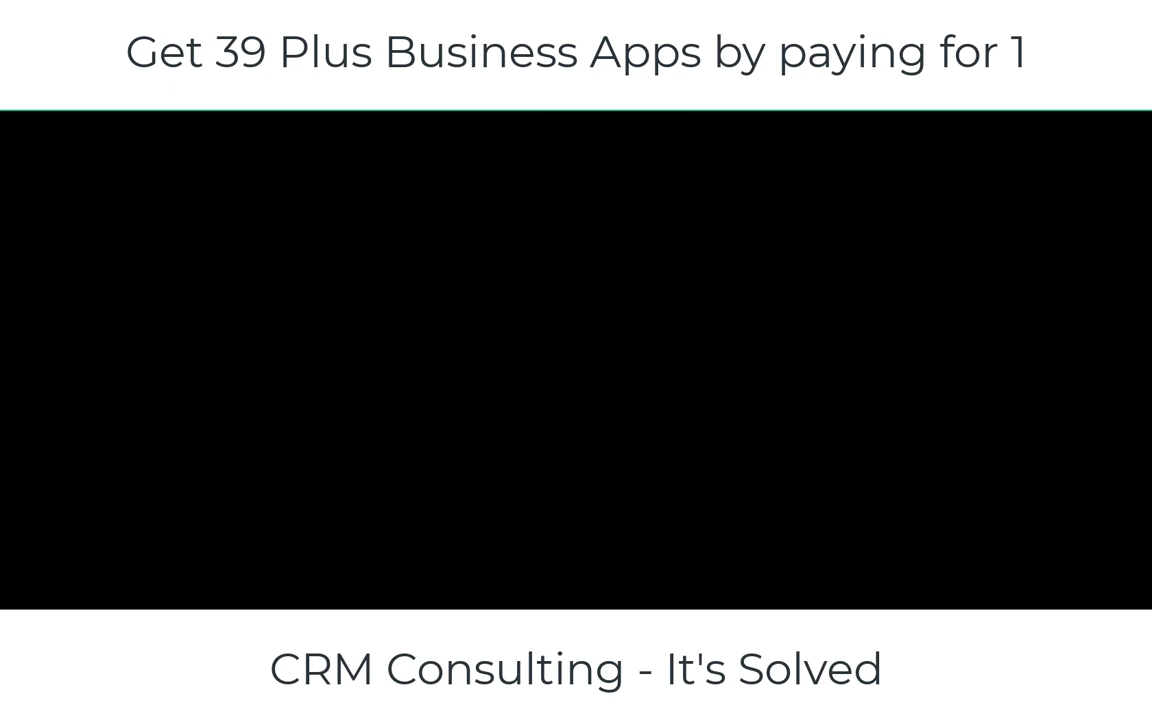 Get 39 Plus Business Apps by paying for 1
CRM Consulting - It's Solved